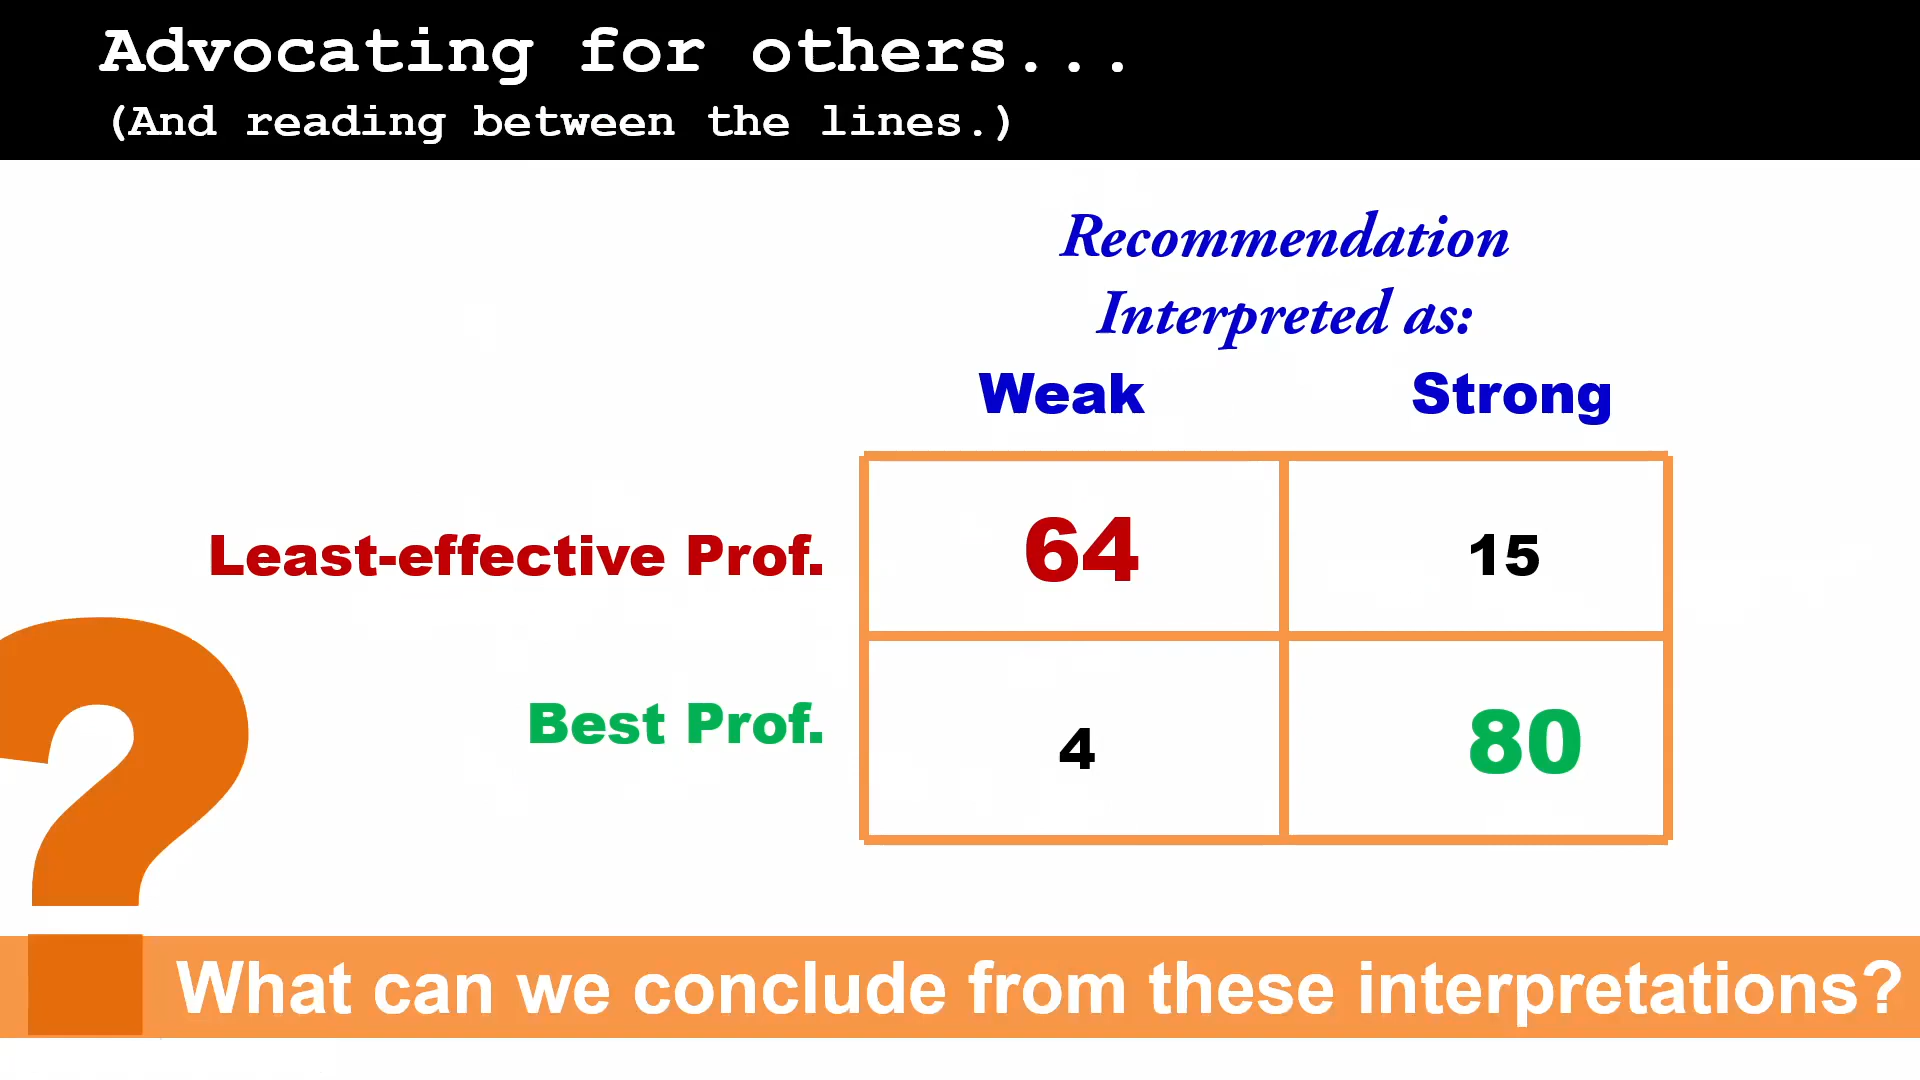 Advocating for others...
(And reading between the lines.)
Recommendation
Interpreted as:
Weak Strong
Least-effective Prof. 64 15
Best Prof. 4 80
?
What can we conclude from these interpretations?